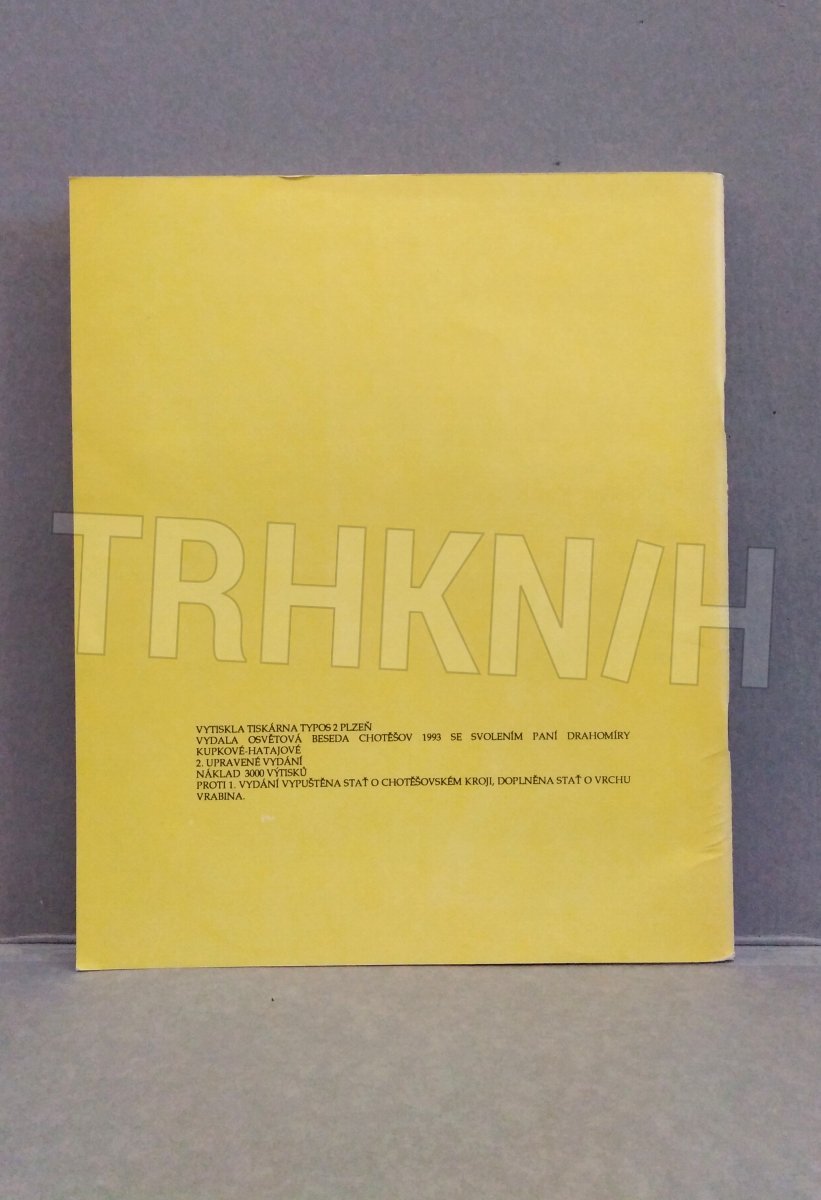 TRHKN/H
VYTISKLA TISKÁRNA TYPOS 2 PLZEŇ
VYDALA OSVĚTOVÁ BESEDA CHOTĚŠOV 1993 SE SVOLENÍM PANÍ DRAHOMÍRY
KUPKOVÉ-HATAJOVÉ
2. UPRAVENÉ VYDÁNÍ
NÁKLAD 3000 VÝTISKŮ
PROTI 1. VYDÁNÍ VYPUŠTĚNA STAŤ O CHOTĚŠOVSKÉM KROJI, DOPLNĚNA STAŤ O VRCHU
VRABINA.